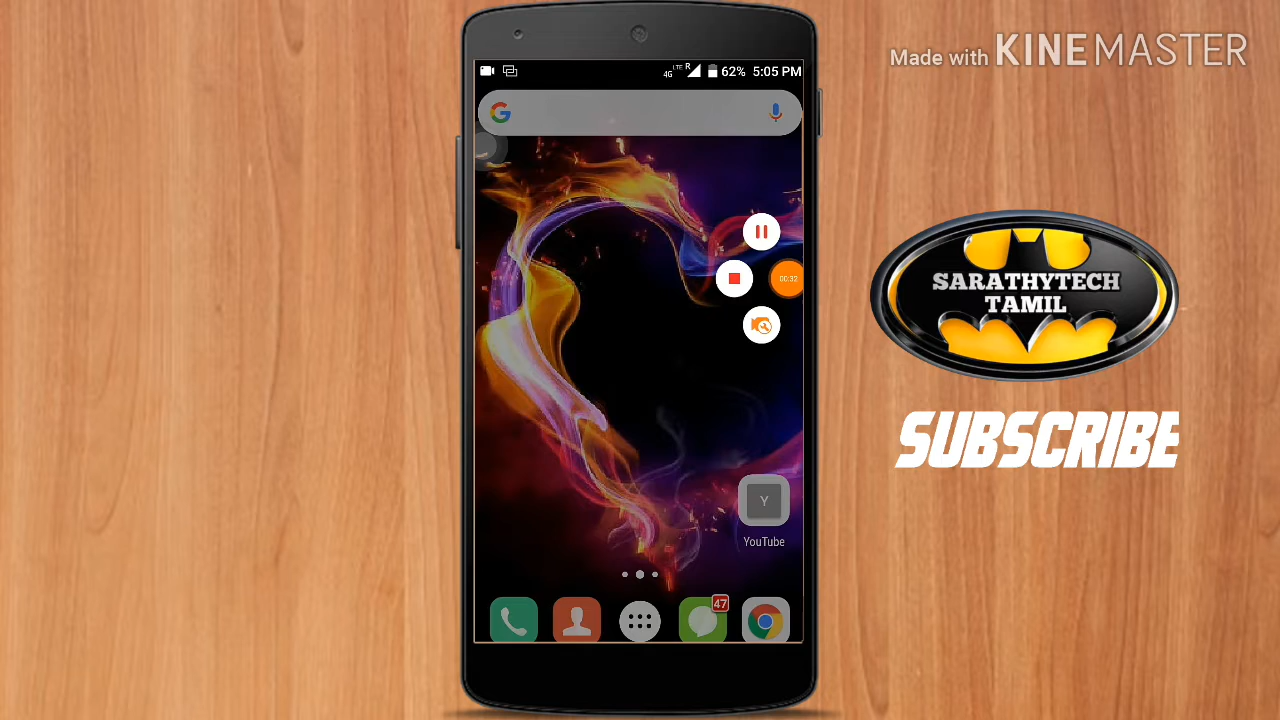 Made with KINEMASTER
4G LTE R 62% 5:05 PM
00:32
SARATHYTECH
TAMIL
SUBSCRIBE
Y
YouTube
47